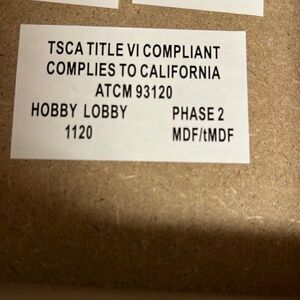 TSCA TITLE VI COMPLIANT
COMPLIES TO CALIFORNIA
ATCM 93120
HOBBY LOBBY PHASE 2
1120 MDF/tMDF